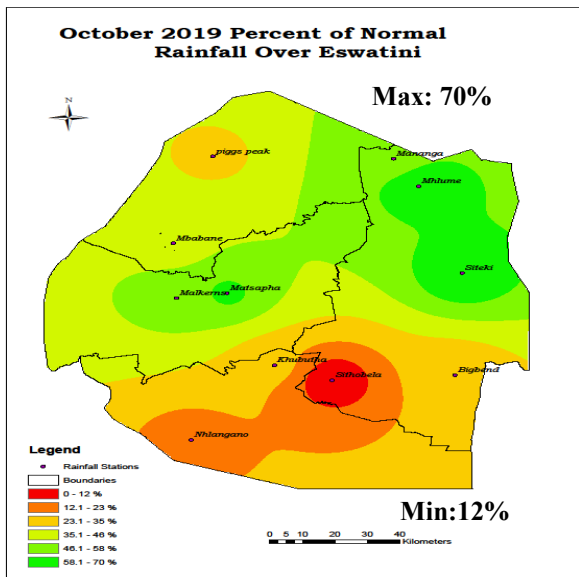 October 2019 Percent of Normal
Rainfall Over Eswatini
Max: 70%
N
piggs peak
Mananga
Mhlume
Mbabane
Siteki
Malkerns
Matsapha
Khubutha
Sithobela
Bigbend
Nhlangano
Legend
Rainfall Stations
Boundaries
0 - 12 %
12.1 - 23 %
23.1 - 35 %
35.1 - 46 %
46.1 - 58 %
58.1 - 70 %
Min:12%
0 5 10 20 30 40
Kilometers